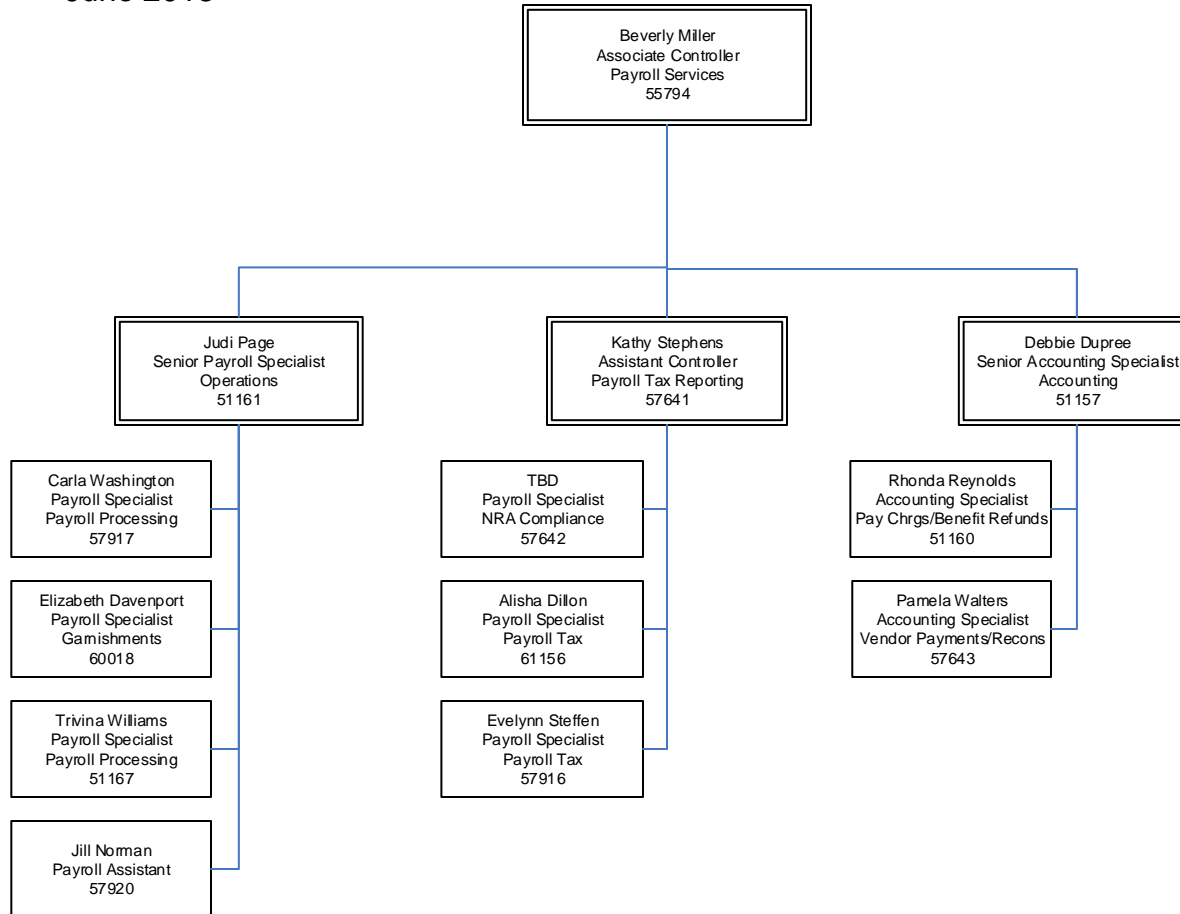 Beverly Miller
Associate Controller
Payroll Services
55794
Judi Page
Senior Payroll Specialist
Operations
51161
Kathy Stephens
Assistant Controller
Payroll Tax Reporting
57641
Debbie Dupree
Senior Accounting Specialist
Accounting
51157
Carla Washington
Payroll Specialist
Payroll Processing
57917
Elizabeth Davenport
Payroll Specialist
Garnishments
60018
Trivina Williams
Payroll Specialist
Payroll Processing
51167
Jill Norman
Payroll Assistant
57920
TBD
Payroll Specialist
NRA Compliance
57642
Alisha Dillon
Payroll Specialist
Payroll Tax
61156
Evelynn Steffen
Payroll Specialist
Payroll Tax
57916
Rhonda Reynolds
Accounting Specialist
Pay Chrgs/Benefit Refunds
51160
Pamela Walters
Accounting Specialist
Vendor Payments/Recons
57643